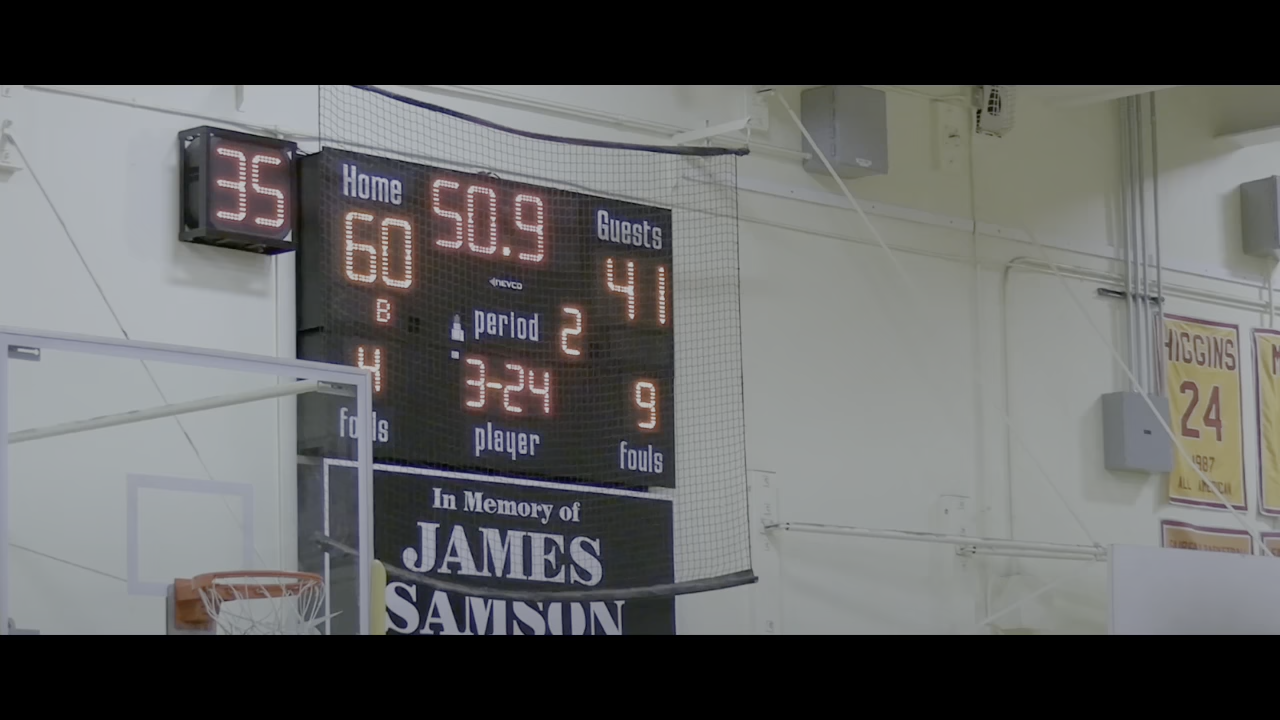 35
Home
50.9
Guests
60
41
NEVCO
B
period
2
4
3-24
9
fouls
player
fouls
In Memory of
JAMES
SAMSON
HIGGINS
24
1987
ALL AMERICAN